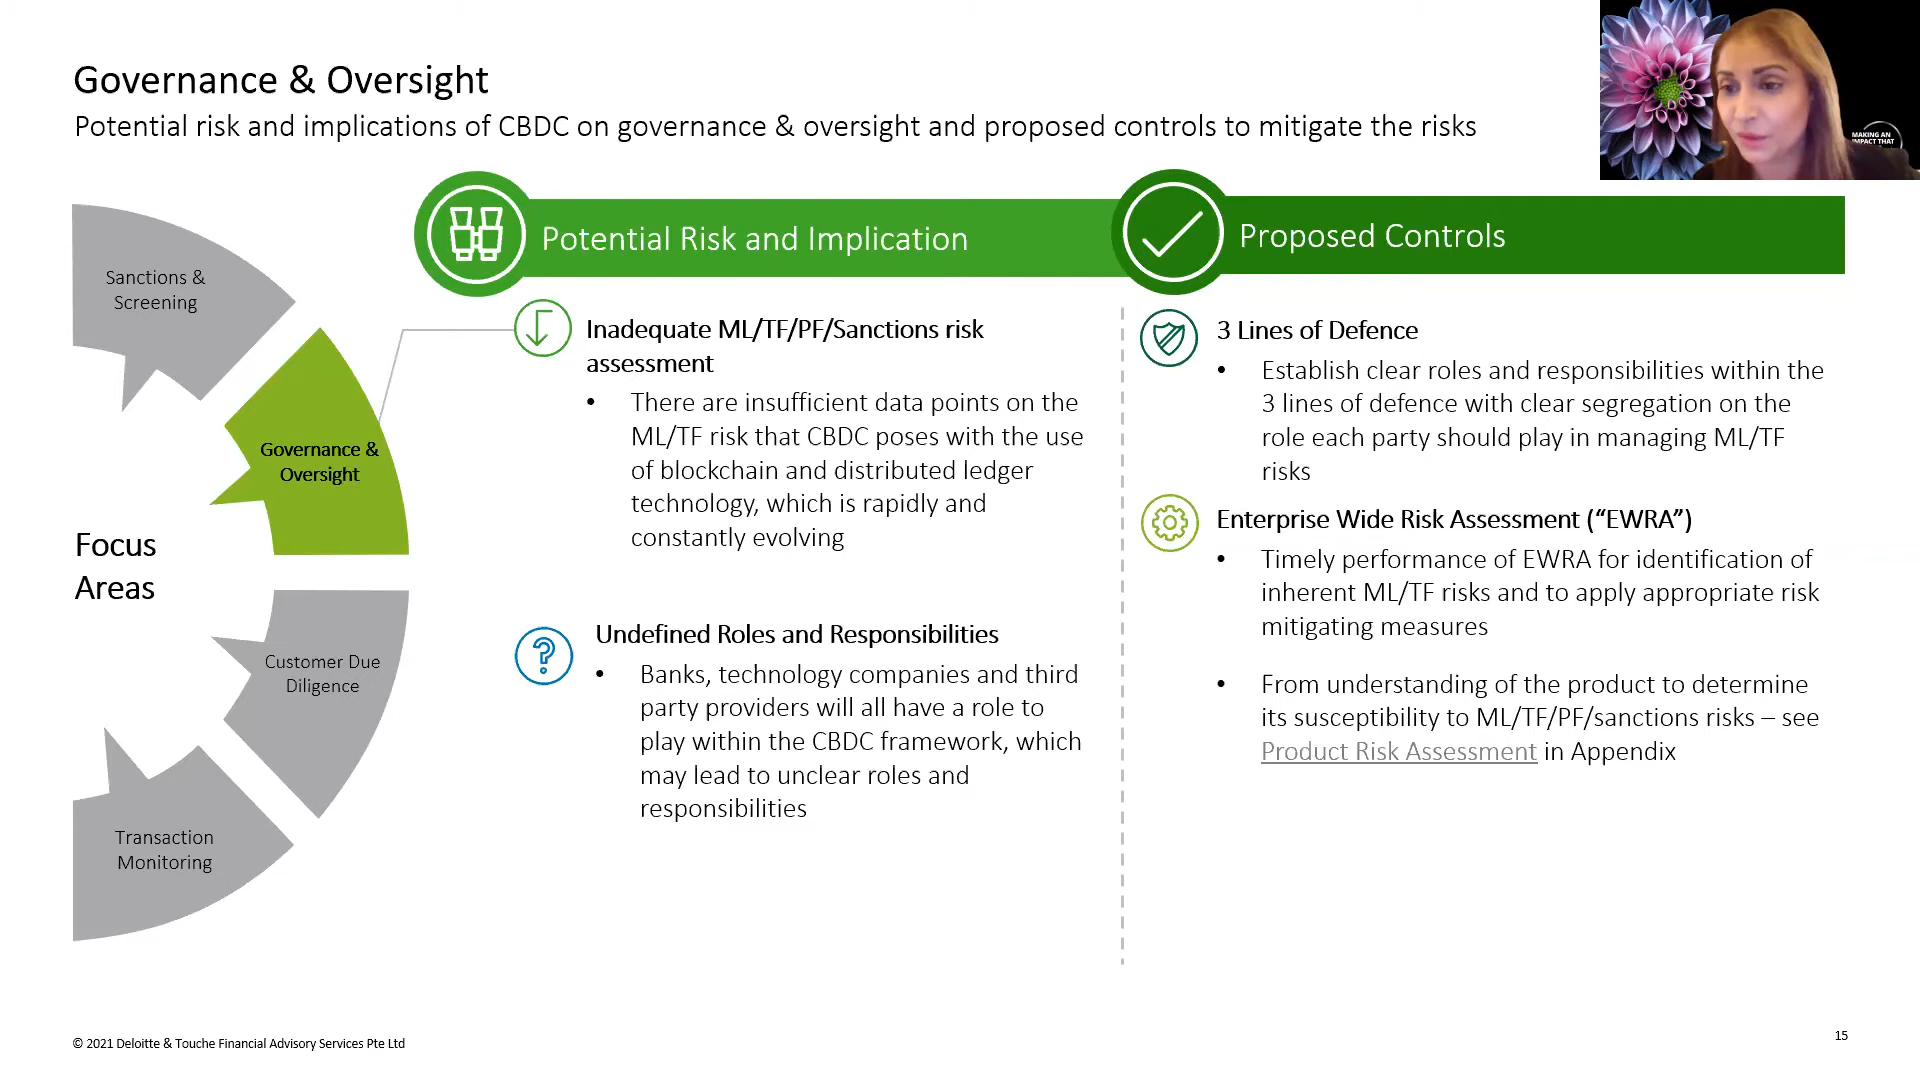 Governance & Oversight
Potential risk and implications of CBDC on governance & oversight and proposed controls to mitigate the risks
MAKING AN
IMPACT THAT
Sanctions &
Screening
Governance &
Oversight
Focus
Areas
Customer Due
Diligence
Transaction
Monitoring
Potential Risk and Implication
Inadequate ML/TF/PF/Sanctions risk
assessment
• There are insufficient data points on the
ML/TF risk that CBDC poses with the use
of blockchain and distributed ledger
technology, which is rapidly and
constantly evolving
Undefined Roles and Responsibilities
• Banks, technology companies and third
party providers will all have a role to
play within the CBDC framework, which
may lead to unclear roles and
responsibilities
Proposed Controls
3 Lines of Defence
• Establish clear roles and responsibilities within the
3 lines of defence with clear segregation on the
role each party should play in managing ML/TF
risks
Enterprise Wide Risk Assessment (“EWRA”)
• Timely performance of EWRA for identification of
inherent ML/TF risks and to apply appropriate risk
mitigating measures
• From understanding of the product to determine
its susceptibility to ML/TF/PF/sanctions risks – see
Product Risk Assessment in Appendix
© 2021 Deloitte & Touche Financial Advisory Services Pte Ltd
15